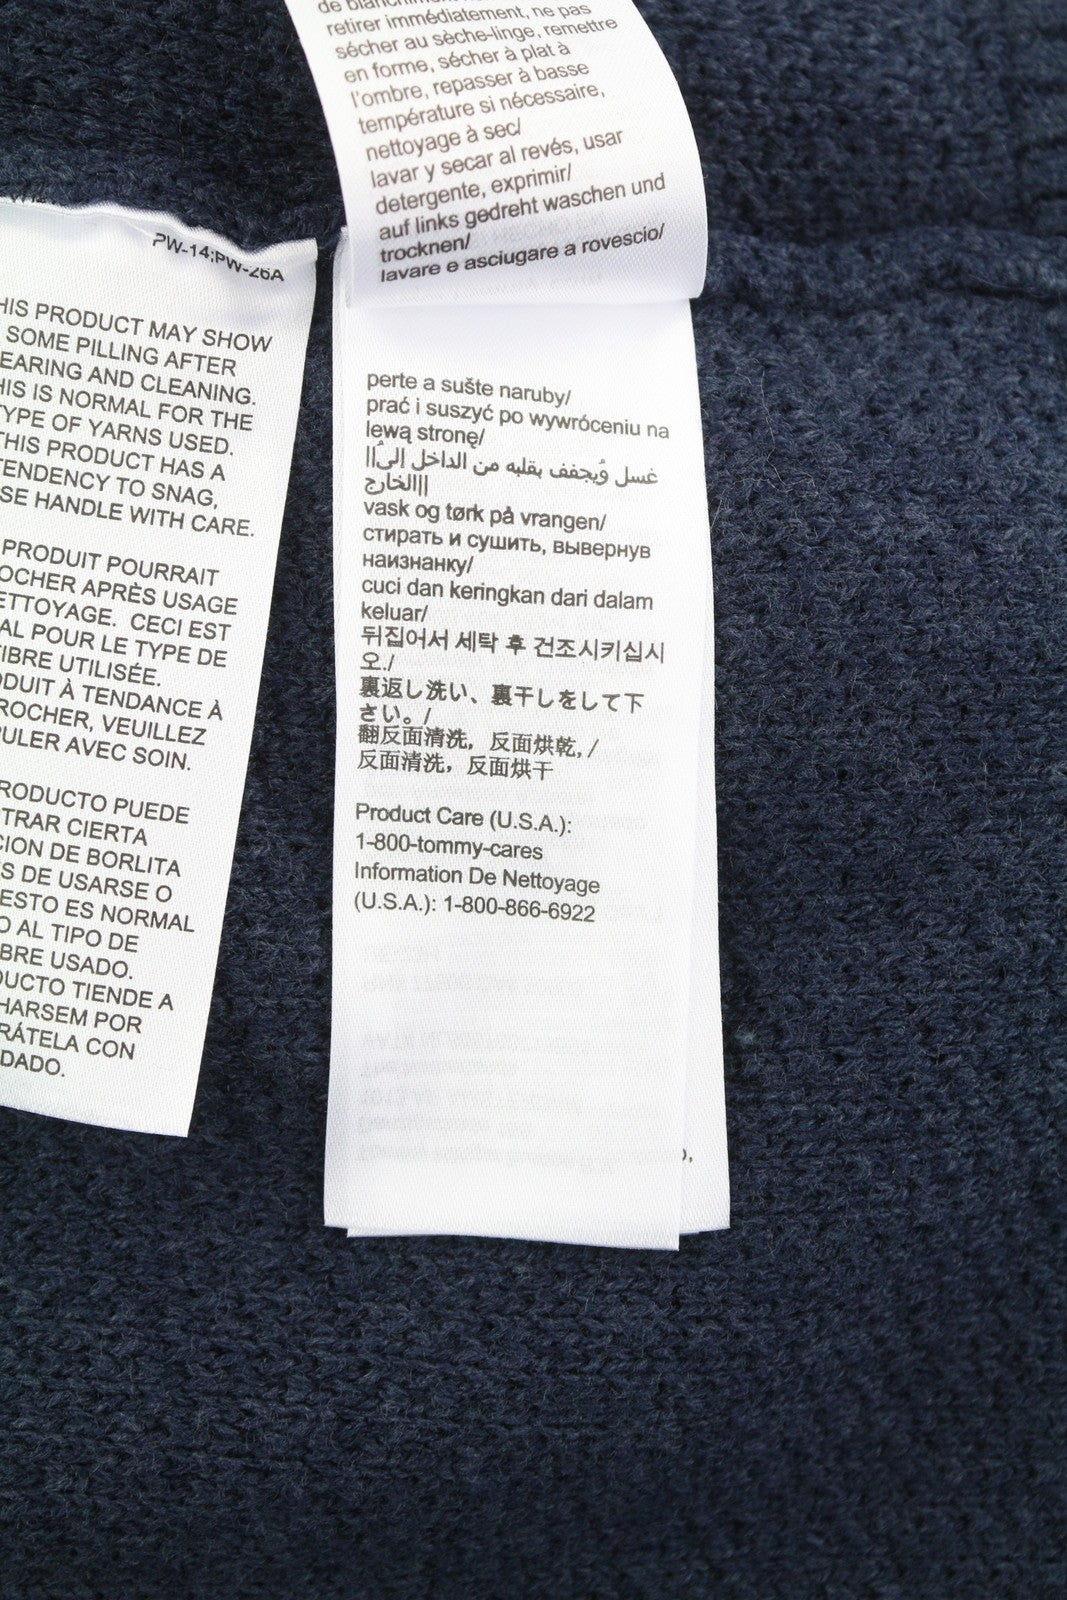 retirer immédiatement, ne pas
sécher au sèche-linge, remettre
en forme, sécher à plat à
l'ombre, repasser à basse
température si nécessaire,
nettoyage à sec/
lavar y secar al revés, usar
detergente, exprimir/
auf links gedreht waschen und
trocknen/
lavare e asciugare a rovescio/
perte a sušte naruby/
prać i suszyć po wywróceniu na
lewą stronę/
غسل ويُجفف بقلبه من الداخل إلىُ||
||الخارج
vask og tørk på vrangen/
стирать и сушить, вывернув
наизнанку/
cuci dan keringkan dari dalam
keluar/
뒤집어서 세탁 후 건조시키십시
오./
裏返し洗い、裏干しをして下
さい。/
翻反面清洗，反面烘乾, /
反面清洗，反面烘干
Product Care (U.S.A.):
1-800-tommy-cares
Information De Nettoyage
(U.S.A.): 1-800-866-6922
PW-14;PW-26A
HIS PRODUCT MAY SHOW
SOME PILLING AFTER
EARING AND CLEANING.
HIS IS NORMAL FOR THE
YPE OF YARNS USED.
THIS PRODUCT HAS A
TENDENCY TO SNAG,
SE HANDLE WITH CARE.
PRODUIT POURRAIT
OCHER APRÈS USAGE
ETTOYAGE. CECI EST
AL POUR LE TYPE DE
IBRE UTILISÉE.
ODUIT À TENDANCE À
ROCHER, VEUILLEZ
PULER AVEC SOIN.
RODUCTO PUEDE
TRAR CIERTA
CION DE BORLITA
S DE USARSE O
ESTO ES NORMAL
O AL TIPO DE
BRE USADO.
DUCTO TIENDE A
HARSEM POR
RÁTELA CON
DADO.